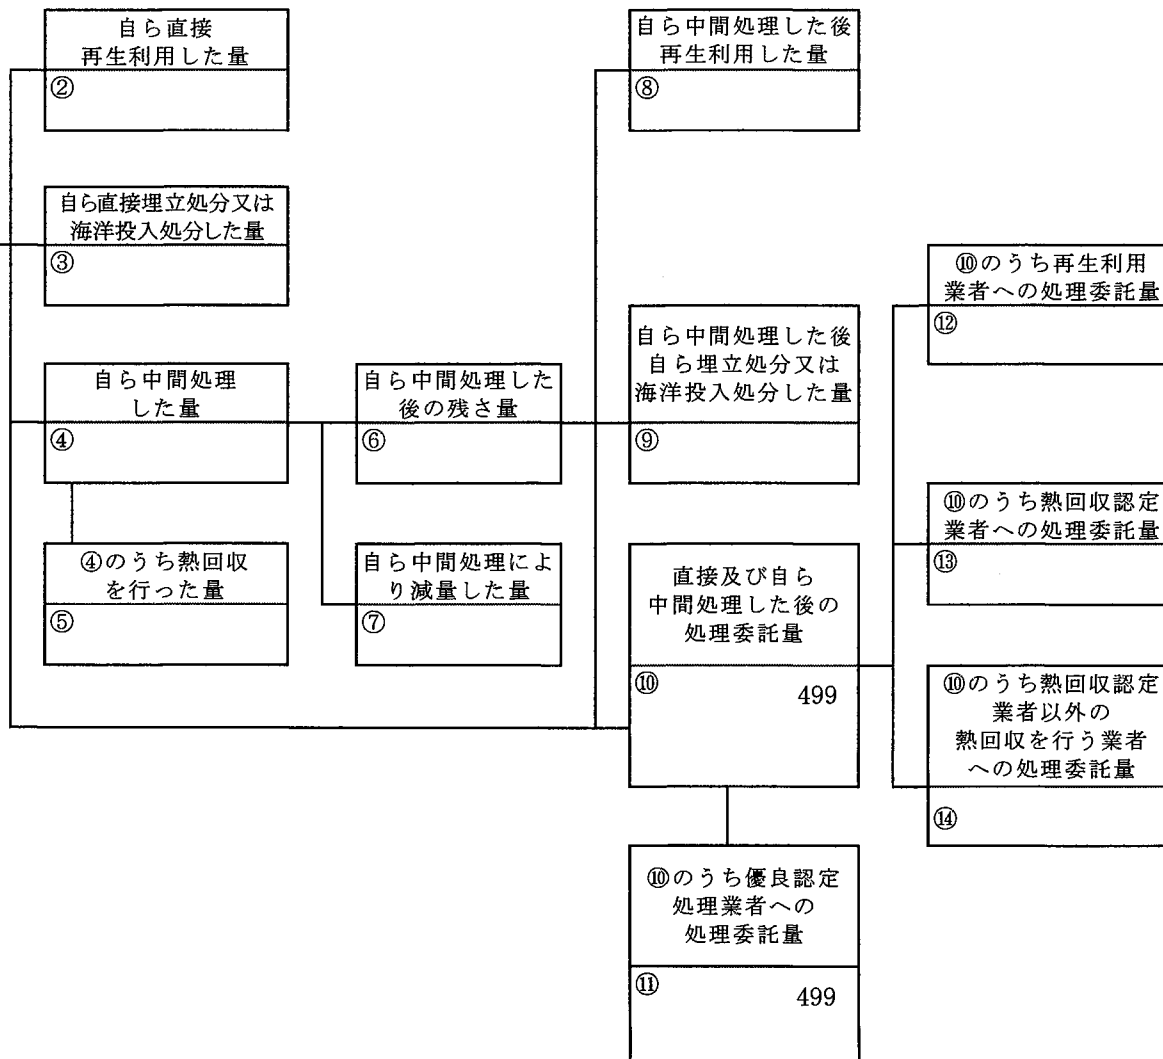 自ら直接
再生利用した量
②
自ら直接埋立処分又は
海洋投入処分した量
③
自ら中間処理
した量
④
④のうち熱回収
を行った量
⑤
自ら中間処理した
後の残さ量
⑥
自ら中間処理によ
り減量した量
⑦
自ら中間処理した後
再生利用した量
⑧
自ら中間処理した後
自ら埋立処分又は
海洋投入処分した量
⑨
直接及び自ら
中間処理した後の
処理委託量
⑩ 499
⑩のうち優良認定
処理業者への
処理委託量
⑪ 499
⑩のうち再生利用
業者への処理委託量
⑫
⑩のうち熱回収認定
業者への処理委託量
⑬
⑩のうち熱回収認定
業者以外の
熱回収を行う業者
への処理委託量
⑭